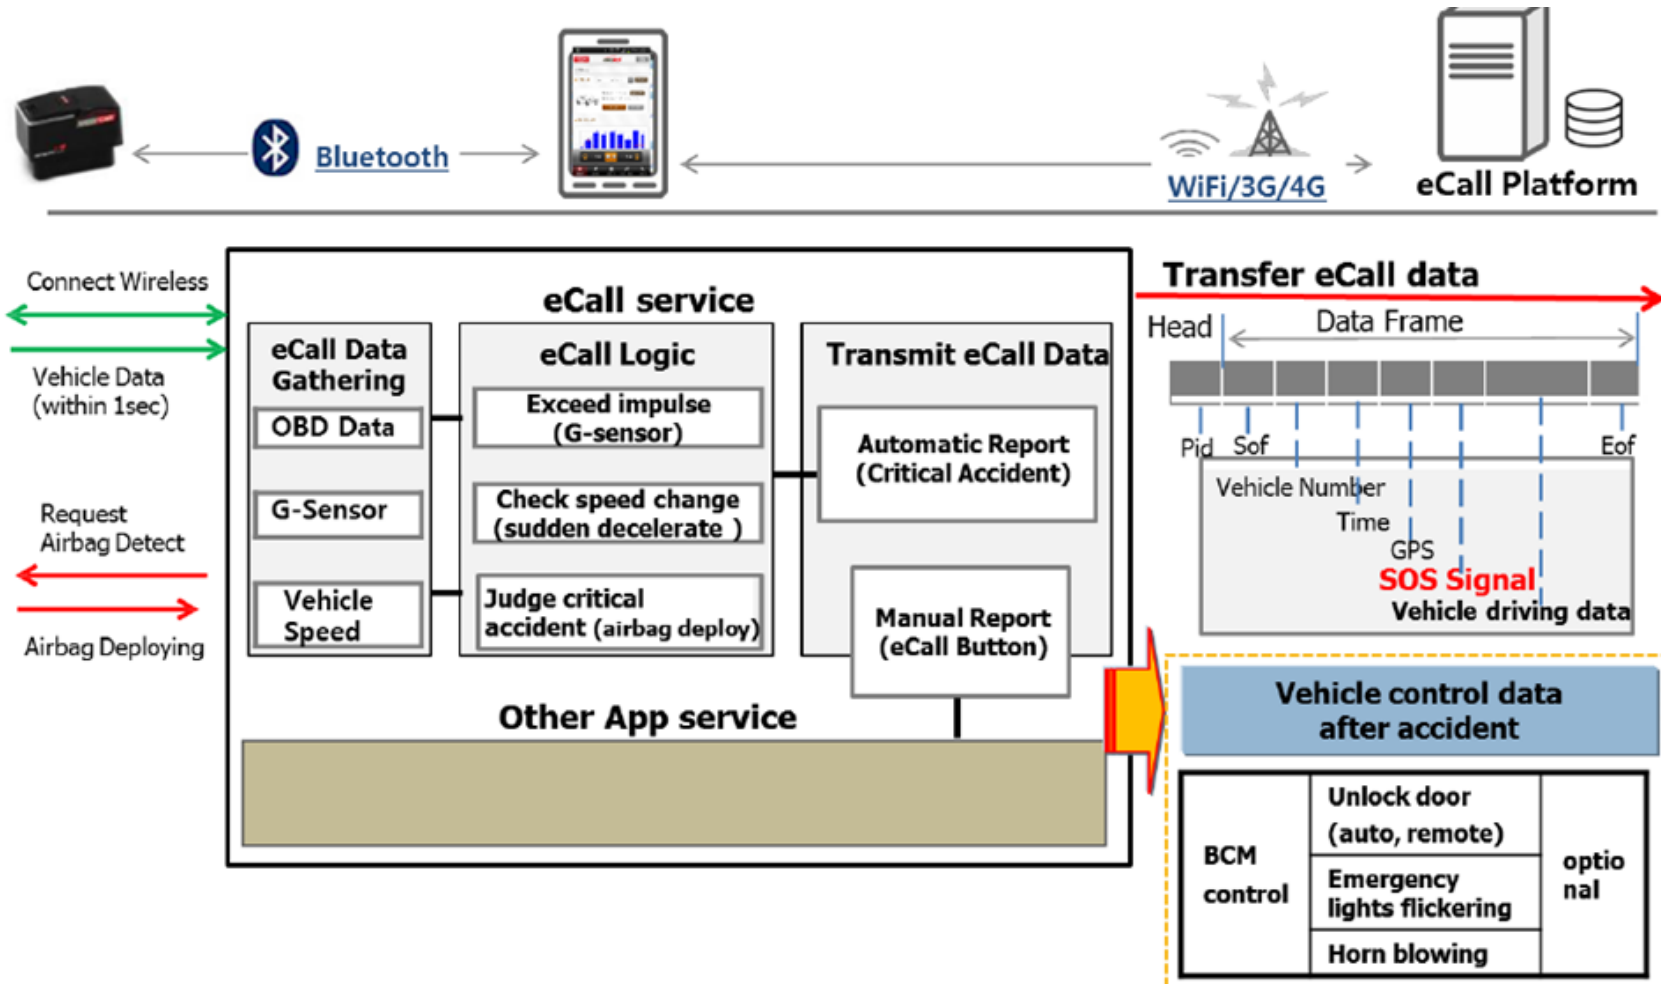 Bluetooth
WiFi/3G/4G
eCall Platform
Connect Wireless
Vehicle Data
(within 1sec)
Request
Airbag Detect
Airbag Deploying
eCall service
eCall Data
Gathering
OBD Data
G-Sensor
Vehicle
Speed
eCall Logic
Exceed impulse
(G-sensor)
Check speed change
(sudden decelerate )
Judge critical
accident (airbag deploy)
Transmit eCall Data
Automatic Report
(Critical Accident)
Manual Report
(eCall Button)
Other App service
Transfer eCall data
Head
Data Frame
Pid
Sof
Eof
Vehicle Number
Time
GPS
SOS Signal
Vehicle driving data
Vehicle control data
after accident
BCM
control
Unlock door
(auto, remote)
Emergency
lights flickering
Horn blowing
optio
nal